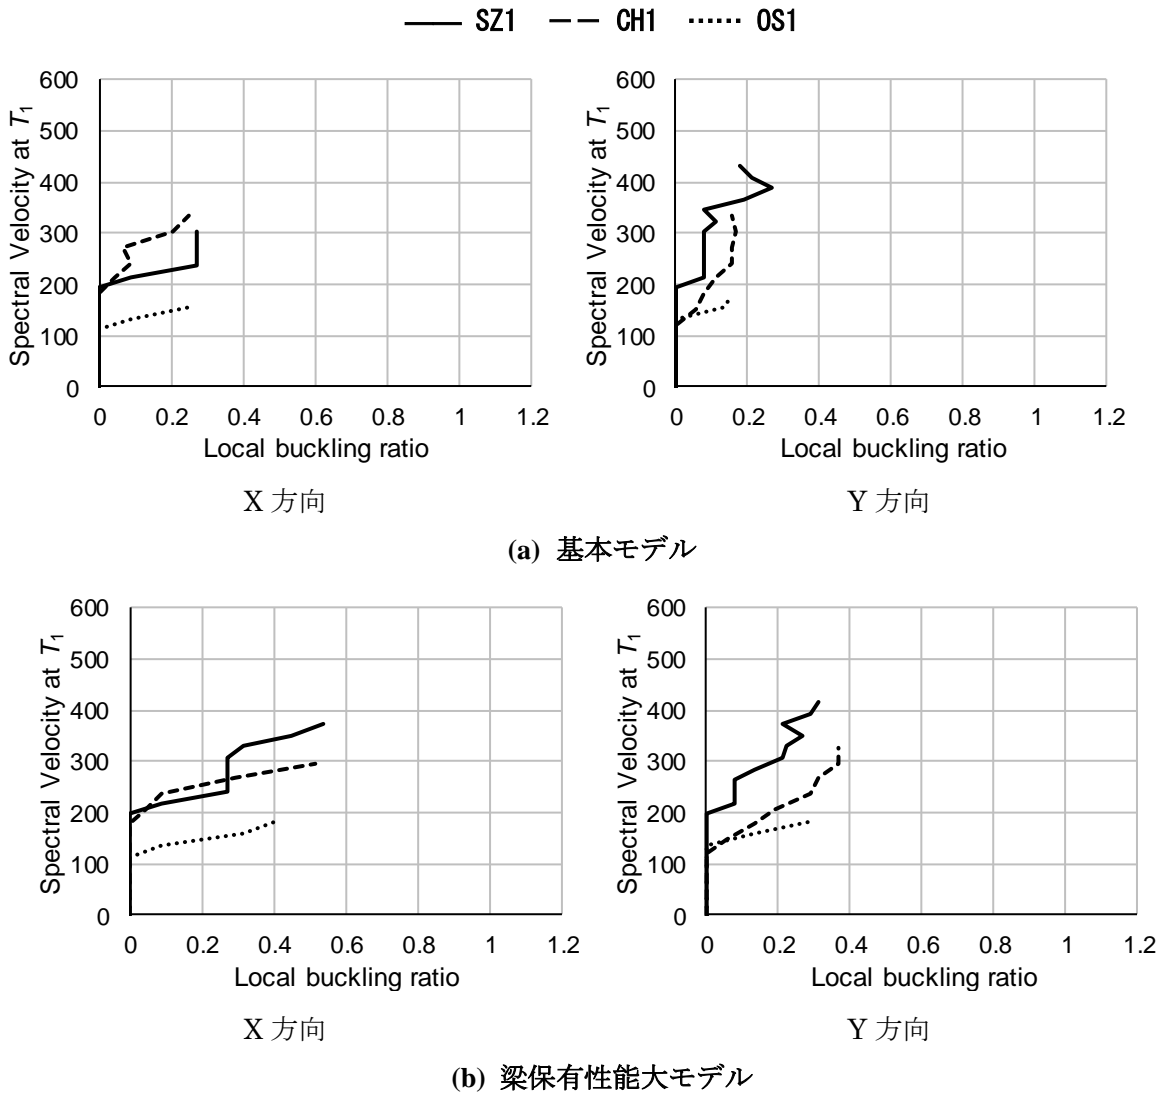 SZ1 CH1 OS1
Spectral Velocity at T1
600
500
400
300
200
100
0
0 0.2 0.4 0.6 0.8 1 1.2
Local buckling ratio
X 方向
Spectral Velocity at T1
600
500
400
300
200
100
0
0 0.2 0.4 0.6 0.8 1 1.2
Local buckling ratio
Y 方向
(a) 基本モデル
Spectral Velocity at T1
600
500
400
300
200
100
0
0 0.2 0.4 0.6 0.8 1 1.2
Local buckling ratio
X 方向
Spectral Velocity at T1
600
500
400
300
200
100
0
0 0.2 0.4 0.6 0.8 1 1.2
Local buckling ratio
Y 方向
(b) 梁保有性能大モデル